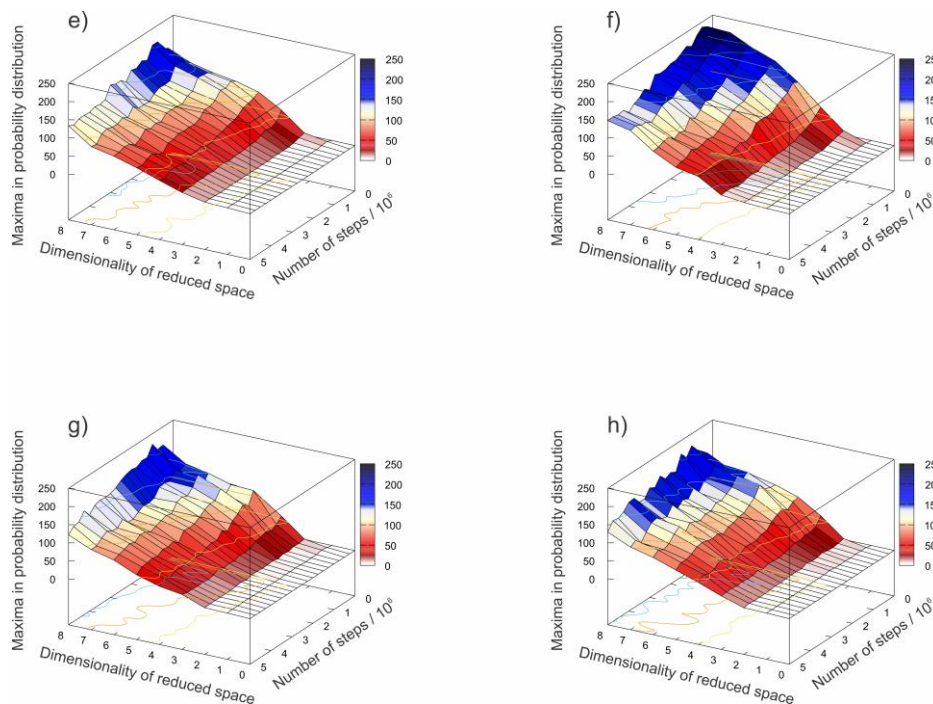 e)
Maxima in probability distribution
250
200
150
100
50
0
8 7 6 5 4 3 2 1 0
Dimensionality of reduced space
5 4 3 2 1 0
Number of steps / 10⁶
250
200
150
100
50
0
f)
Maxima in probability distribution
250
200
150
100
50
0
8 7 6 5 4 3 2 1 0
Dimensionality of reduced space
5 4 3 2 1 0
Number of steps / 10⁶
250
200
150
100
50
0
g)
Maxima in probability distribution
250
200
150
100
50
0
8 7 6 5 4 3 2 1 0
Dimensionality of reduced space
5 4 3 2 1 0
Number of steps / 10⁶
250
200
150
100
50
0
h)
Maxima in probability distribution
250
200
150
100
50
0
8 7 6 5 4 3 2 1 0
Dimensionality of reduced space
5 4 3 2 1 0
Number of steps / 10⁶
250
200
150
100
50
0